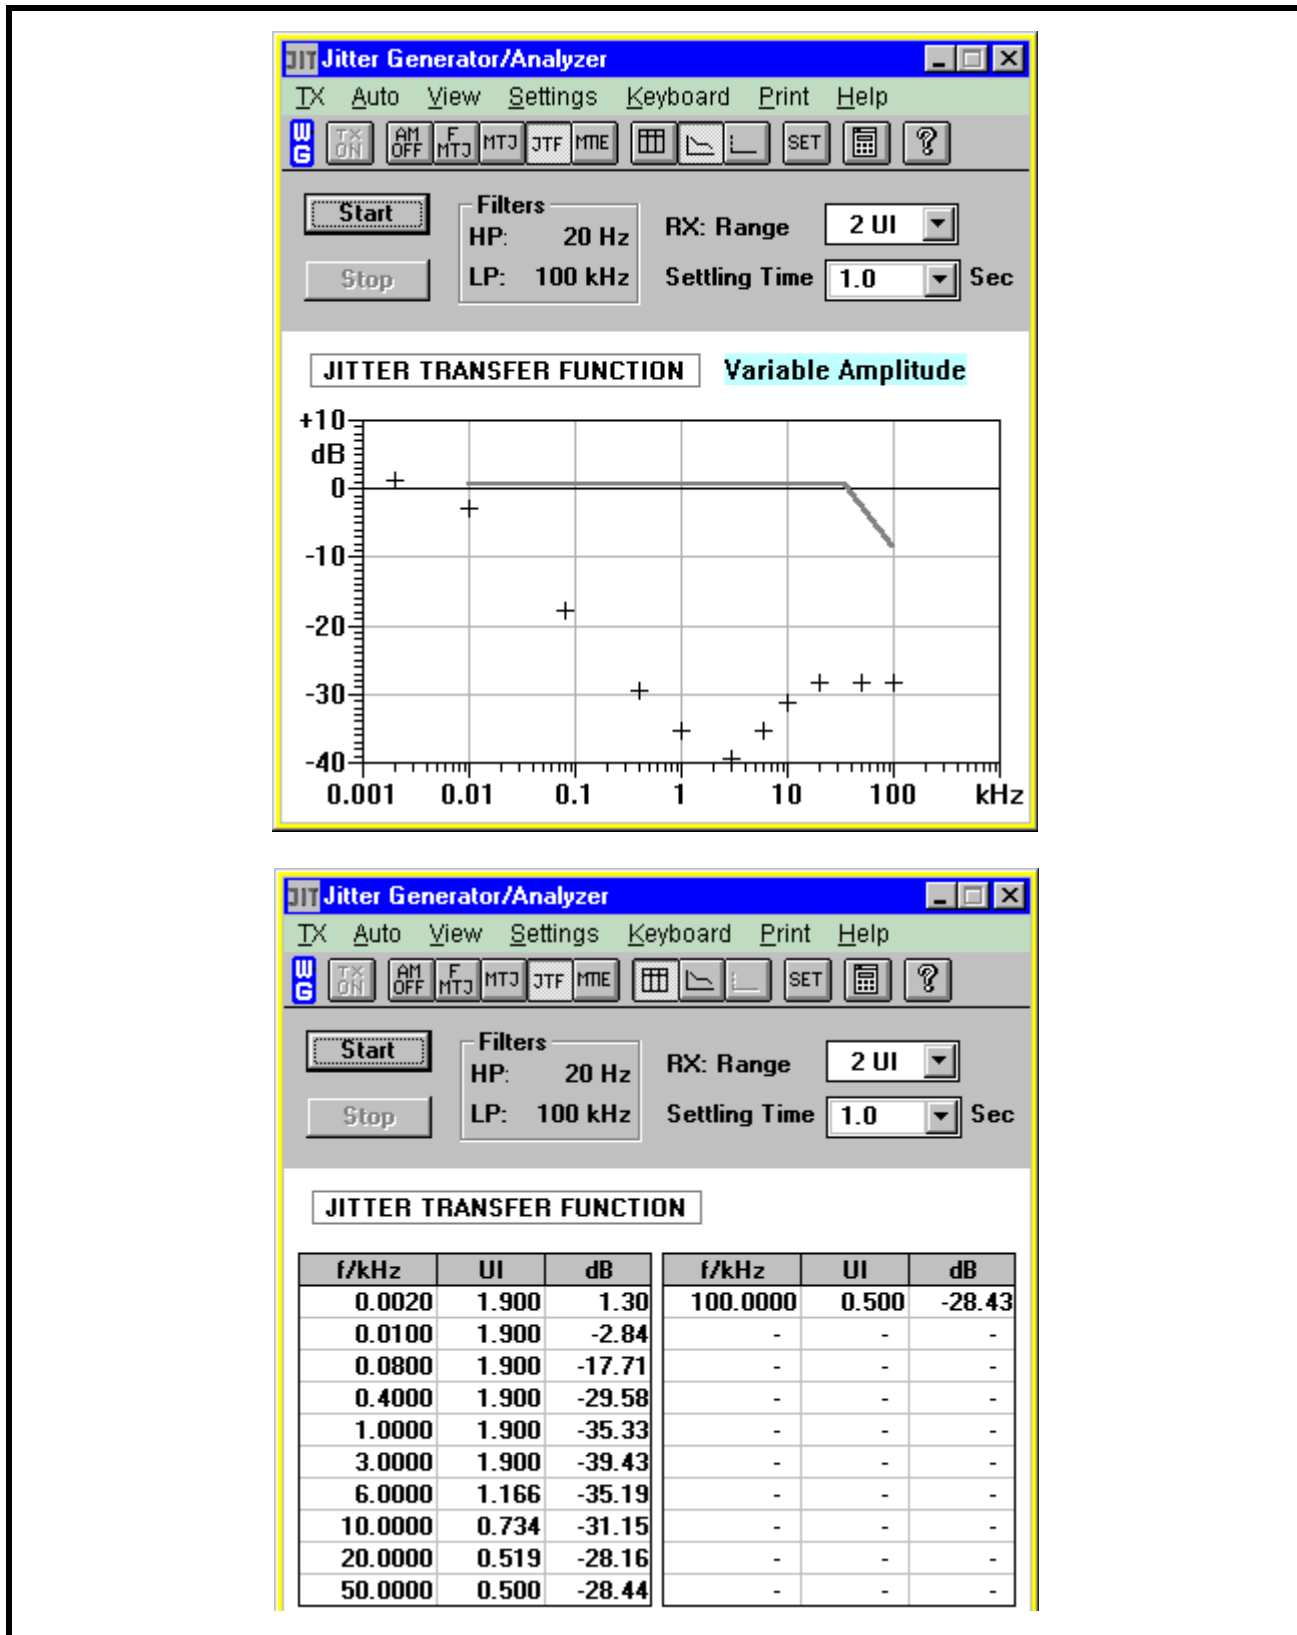 JIT Jitter Generator/Analyzer
TX Auto View Settings Keyboard Print Help
WG TX ON AM OFF F MTJ MTJ JTF MTIE SET ?
Start Filters
HP: 20 Hz RX: Range 2 UI
Stop LP: 100 kHz Settling Time 1.0 Sec
JITTER TRANSFER FUNCTION Variable Amplitude
+10
dB
0
-10
-20
-30
-40
0.001 0.01 0.1 1 10 100 kHz
JIT Jitter Generator/Analyzer
TX Auto View Settings Keyboard Print Help
WG TX ON AM OFF F MTJ MTJ JTF MTIE SET ?
Start Filters
HP: 20 Hz RX: Range 2 UI
Stop LP: 100 kHz Settling Time 1.0 Sec
JITTER TRANSFER FUNCTION
f/kHz UI dB f/kHz UI dB
0.0020 1.900 1.30 100.0000 0.500 -28.43
0.0100 1.900 -2.84 - - -
0.0800 1.900 -17.71 - - -
0.4000 1.900 -29.58 - - -
1.0000 1.900 -35.33 - - -
3.0000 1.900 -39.43 - - -
6.0000 1.166 -35.19 - - -
10.0000 0.734 -31.15 - - -
20.0000 0.519 -28.16 - - -
50.0000 0.500 -28.44 - - -